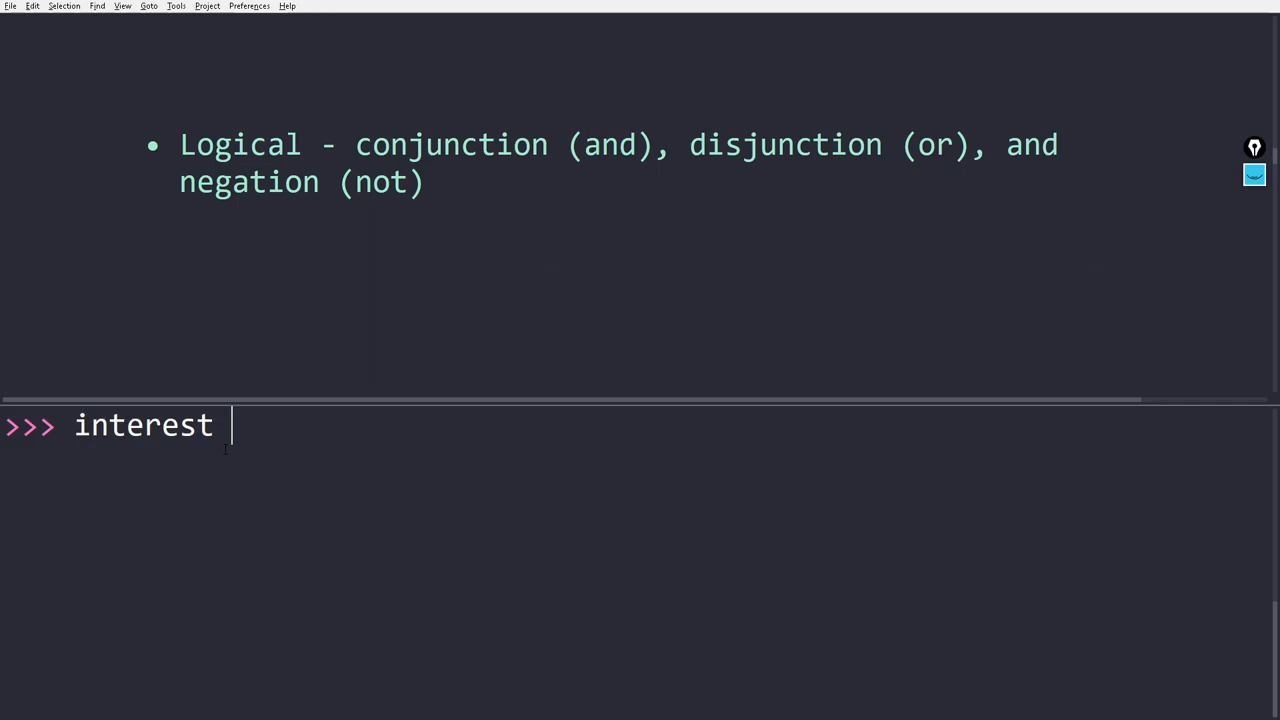 File Edit Selection Find View Goto Tools Project Preferences Help
• Logical - conjunction (and), disjunction (or), and
negation (not)
>>> interest